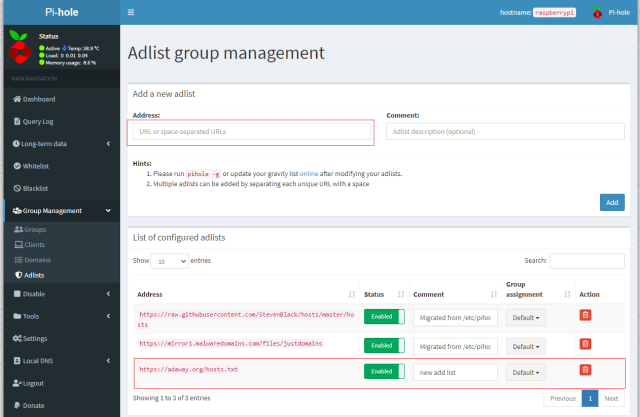 Pi-hole
hostname: raspberrypi
Pi-hole
Status
Active Temp: 38.9 °C
Load: 0 0.01 0.04
Memory usage: 8.6 %
MAIN NAVIGATION
Dashboard
Query Log
Long-term data
Whitelist
Blacklist
Group Management
Groups
Clients
Domains
Adlists
Disable
Tools
Settings
Local DNS
Logout
Donate
Adlist group management
Add a new adlist
Address:
Comment:
URL or space-separated URLs
Adlist description (optional)
Hints:
1. Please run pihole -g or update your gravity list online after modifying your adlists.
2. Multiple adlists can be added by separating each unique URL with a space
Add
List of configured adlists
Show 10 entries
Search:
Address Status Comment Group assignment Action
https://raw.githubusercontent.com/StevenBlack/hosts/master/hosts
Enabled
Migrated from /etc/piho
Default
https://mirror1.malwaredomains.com/files/justdomains
Enabled
Migrated from /etc/piho
Default
https://adaway.org/hosts.txt
Enabled
new add list
Default
Showing 1 to 3 of 3 entries
Previous 1 Next